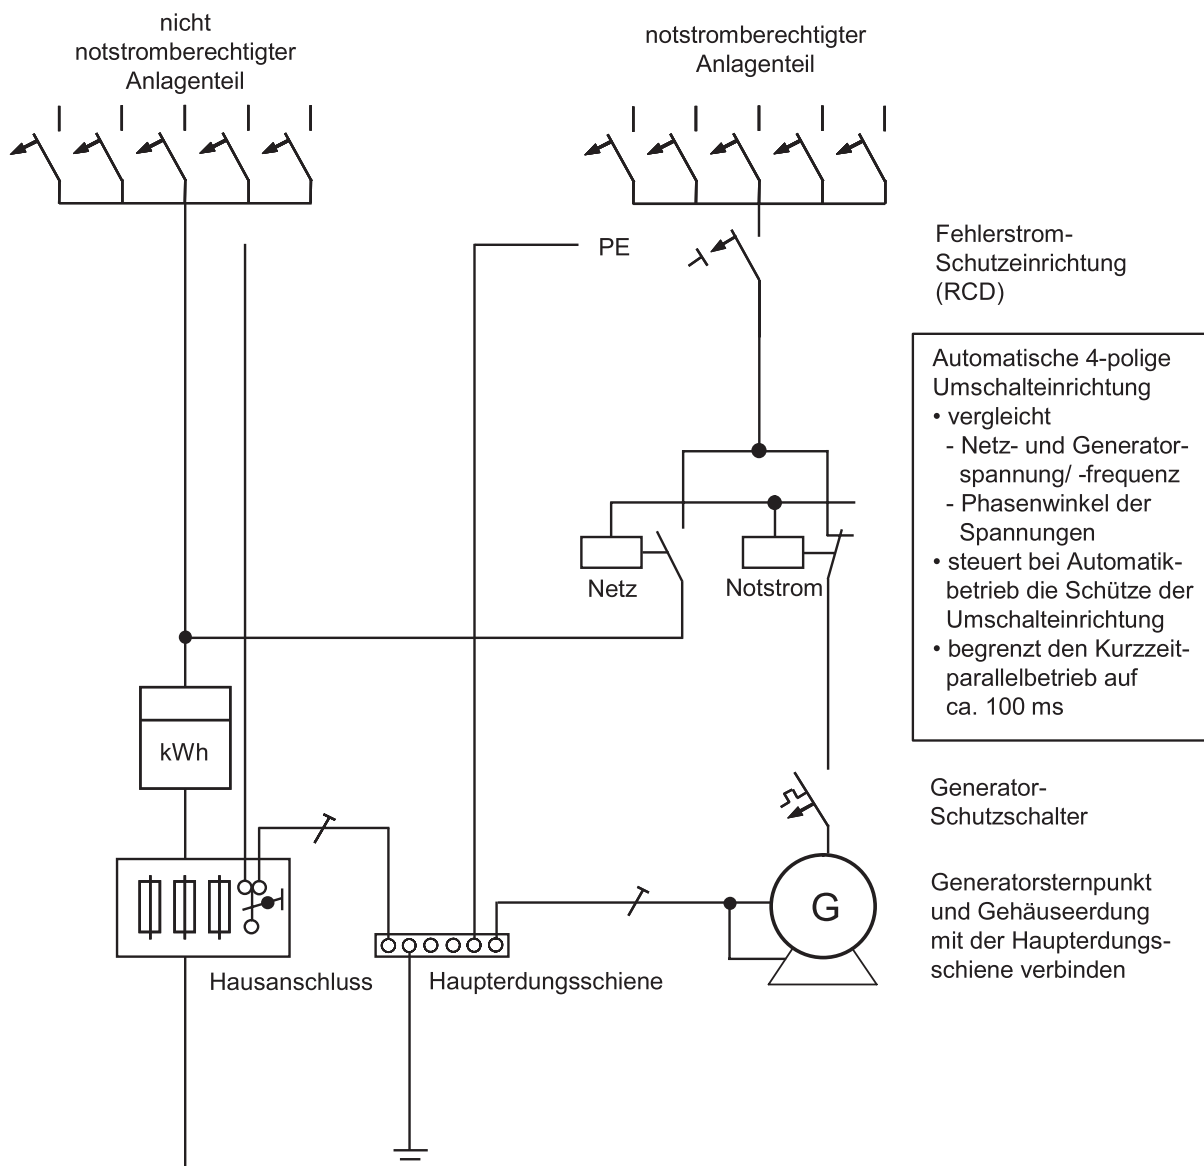 nicht
notstromberechtigter
Anlagenteil
notstromberechtigter
Anlagenteil
PE
Fehlerstrom-
Schutzeinrichtung
(RCD)
Automatische 4-polige
Umschalteinrichtung
• vergleicht
- Netz- und Generator-
spannung/ -frequenz
- Phasenwinkel der
Spannungen
• steuert bei Automatik-
betrieb die Schütze der
Umschalteinrichtung
• begrenzt den Kurzzeit-
parallelbetrieb auf
ca. 100 ms
Netz
Notstrom
kWh
Generator-
Schutzschalter
G
Generatorsternpunkt
und Gehäuseerdung
mit der Haupterdungs-
schiene verbinden
Hausanschluss
Haupterdungsschiene